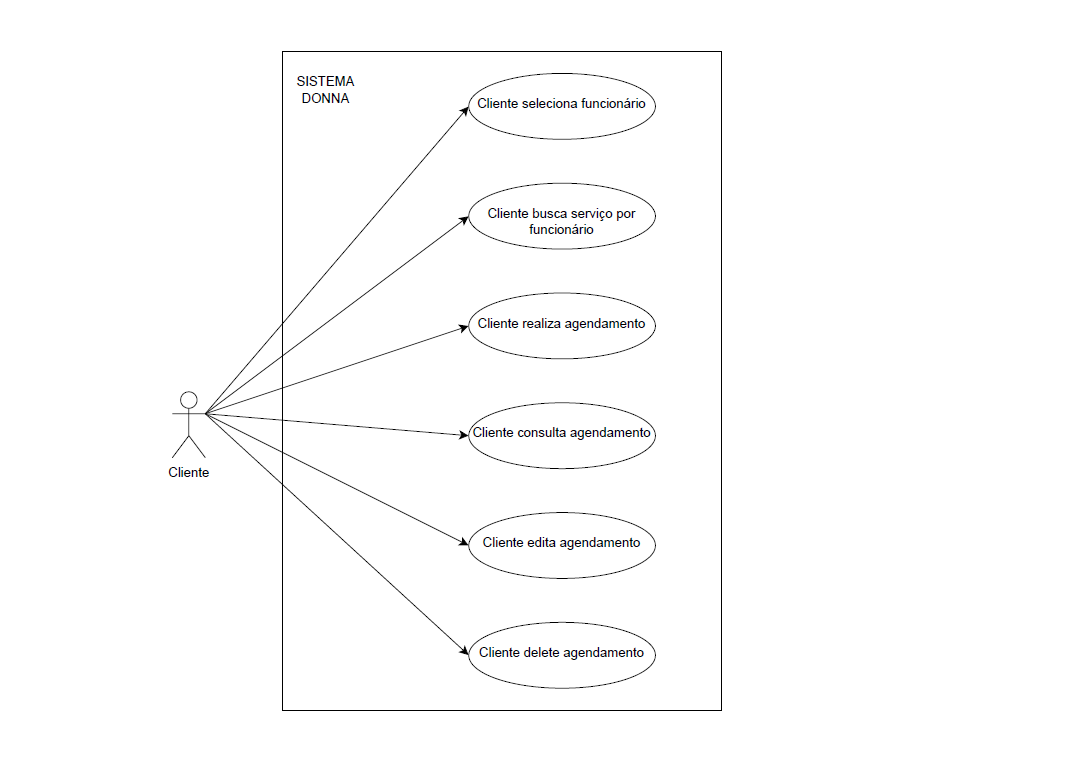 SISTEMA
DONNA
Cliente seleciona funcionário
Cliente busca serviço por
funcionário
Cliente realiza agendamento
Cliente consulta agendamento
Cliente edita agendamento
Cliente delete agendamento
Cliente